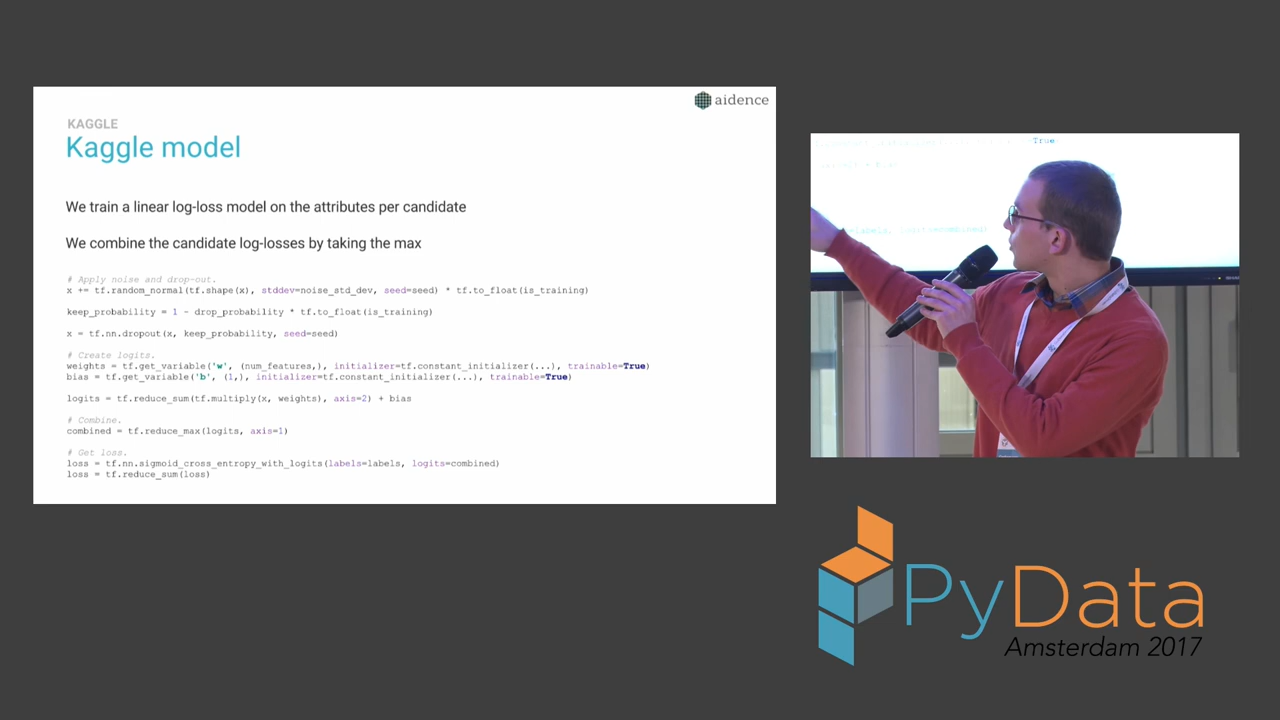 aidence
KAGGLE
Kaggle model
We train a linear log-loss model on the attributes per candidate
We combine the candidate log-losses by taking the max
# Apply noise and drop-out.
x += tf.random_normal(tf.shape(x), stddev=noise_std_dev, seed=seed) * tf.to_float(is_training)
keep_probability = 1 - drop_probability * tf.to_float(is_training)
x = tf.nn.dropout(x, keep_probability, seed=seed)
# Create logits.
weights = tf.get_variable('w', (num_features,), initializer=tf.constant_initializer(...), trainable=True)
bias = tf.get_variable('b', (1,), initializer=tf.constant_initializer(...), trainable=True)
logits = tf.reduce_sum(tf.multiply(x, weights), axis=2) + bias
# Combine.
combined = tf.reduce_max(logits, axis=1)
# Get loss.
loss = tf.nn.sigmoid_cross_entropy_with_logits(labels=labels, logits=combined)
loss = tf.reduce_sum(loss)
True
labels, logits=combined)
PyData
Amsterdam 2017